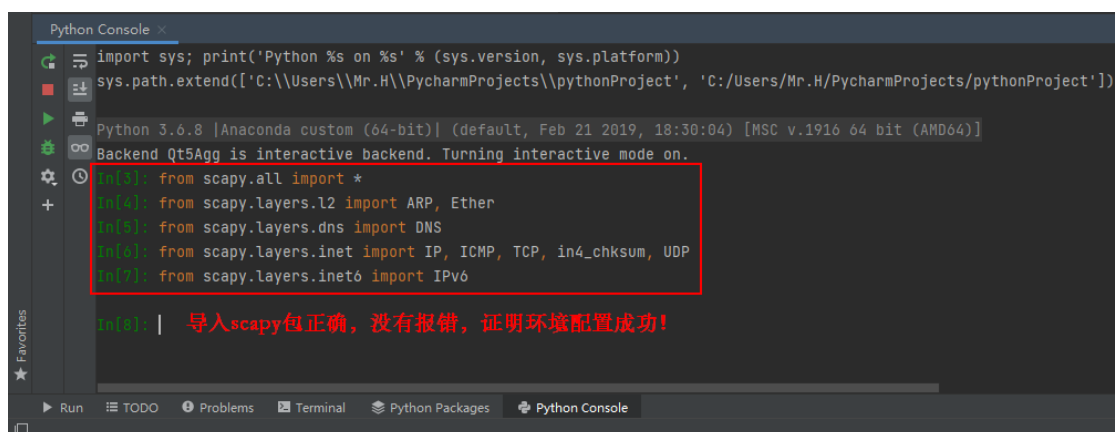 Python Console ×
import sys; print('Python %s on %s' % (sys.version, sys.platform))
sys.path.extend(['C:\\Users\\Mr.H\\PycharmProjects\\pythonProject', 'C:/Users/Mr.H/PycharmProjects/pythonProject'])
Python 3.6.8 |Anaconda custom (64-bit)| (default, Feb 21 2019, 18:30:04) [MSC v.1916 64 bit (AMD64)]
Backend Qt5Agg is interactive backend. Turning interactive mode on.
In[3]: from scapy.all import *
In[4]: from scapy.layers.l2 import ARP, Ether
In[5]: from scapy.layers.dns import DNS
In[6]: from scapy.layers.inet import IP, ICMP, TCP, in4_chksum, UDP
In[7]: from scapy.layers.inet6 import IPv6
In[8]: 导入scapy包正确，没有报错，证明环境配置成功！
Favorites
Run TODO Problems Terminal Python Packages Python Console